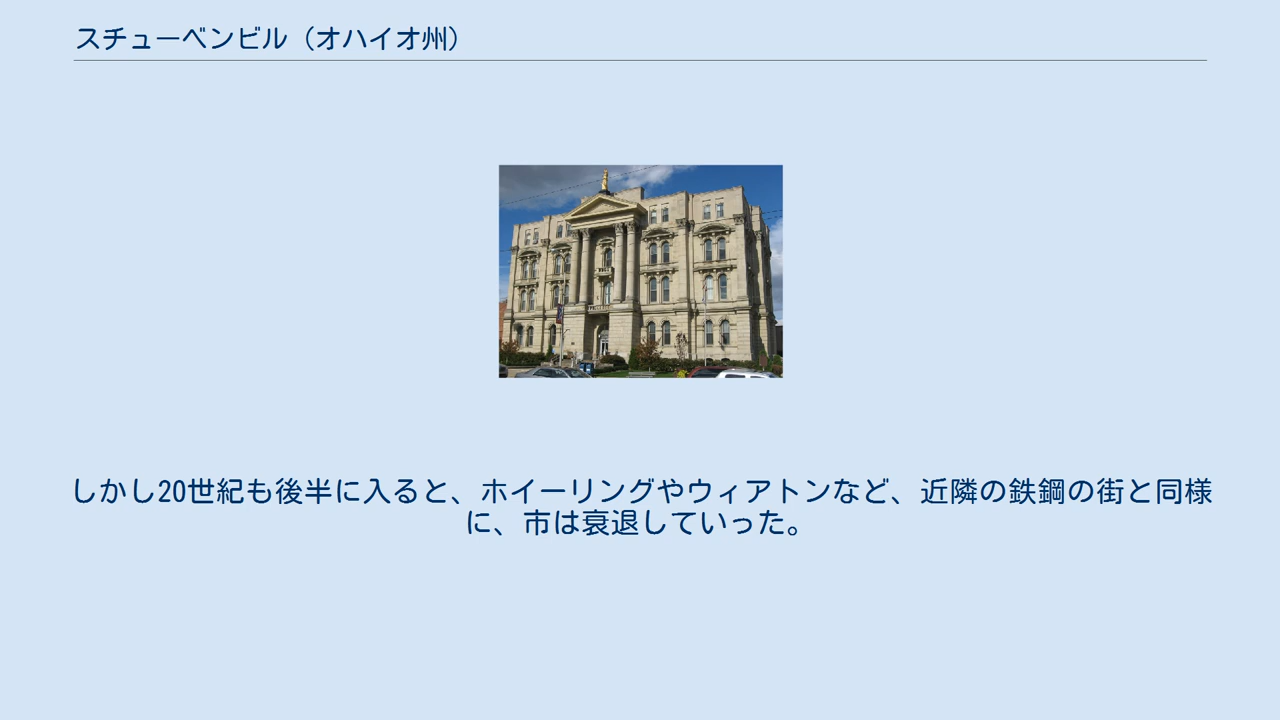 スチューベンビル（オハイオ州）
しかし20世紀も後半に入ると、ホイーリングやウィアトンなど、近隣の鉄鋼の街と同様
に、市は衰退していった。